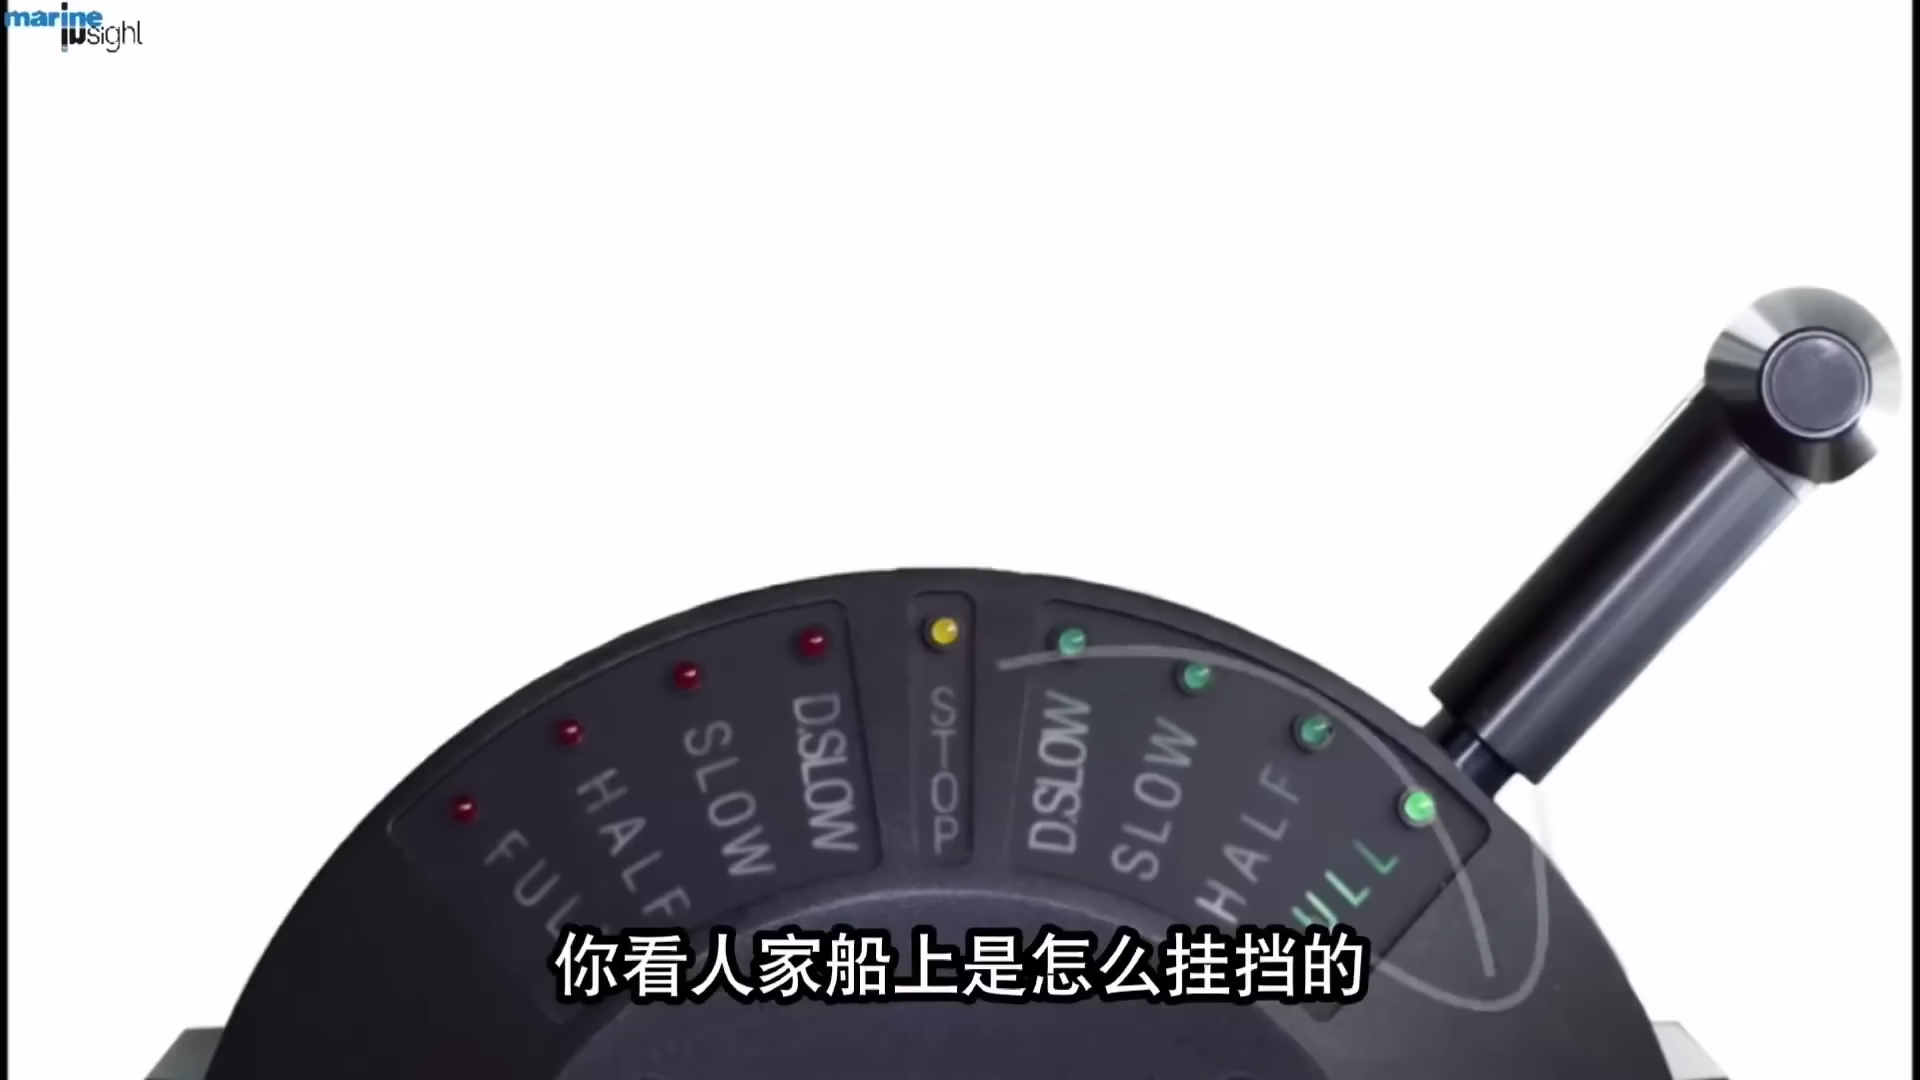 marine
insight
FULL
HALF
SLOW
D.SLOW
STOP
D.SLOW
SLOW
HALF
ULL
你看人家船上是怎么挂挡的